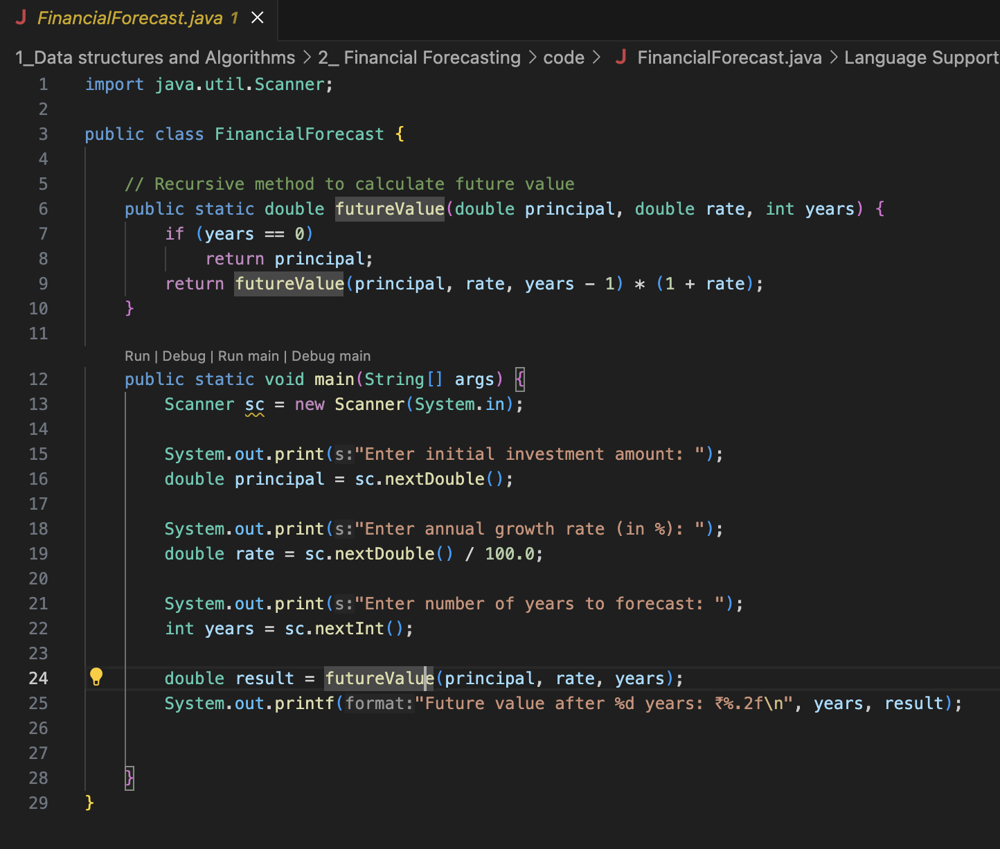 J FinancialForecast.java 1 ×
1_Data structures and Algorithms > 2_ Financial Forecasting > code > J FinancialForecast.java > Language Support
1 import java.util.Scanner;
2
3 public class FinancialForecast {
4
5 // Recursive method to calculate future value
6 public static double futureValue(double principal, double rate, int years) {
7 if (years == 0)
8 return principal;
9 return futureValue(principal, rate, years - 1) * (1 + rate);
10 }
11
Run | Debug | Run main | Debug main
12 public static void main(String[] args) {
13 Scanner sc = new Scanner(System.in);
14
15 System.out.print(s:"Enter initial investment amount: ");
16 double principal = sc.nextDouble();
17
18 System.out.print(s:"Enter annual growth rate (in %): ");
19 double rate = sc.nextDouble() / 100.0;
20
21 System.out.print(s:"Enter number of years to forecast: ");
22 int years = sc.nextInt();
23
24 double result = futureValue(principal, rate, years);
25 System.out.printf(format:"Future value after %d years: ₹%.2f\n", years, result);
26
27
28 }
29 }